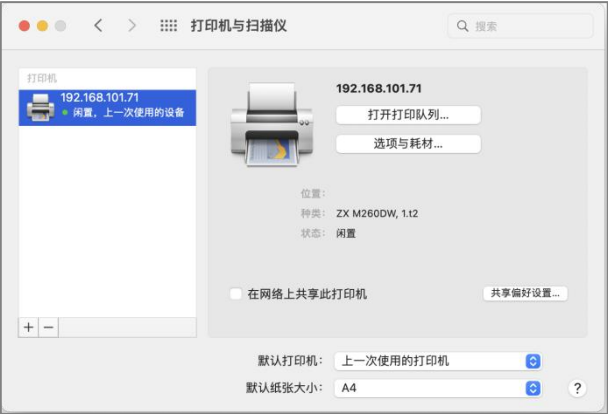 打印机与扫描仪
搜索
打印机
192.168.101.71
闲置，上一次使用的设备
192.168.101.71
打开打印队列...
选项与耗材...
位置：
种类： ZX M260DW, 1.t2
状态： 闲置
在网络上共享此打印机
共享偏好设置...
+ −
默认打印机： 上一次使用的打印机
默认纸张大小： A4
?